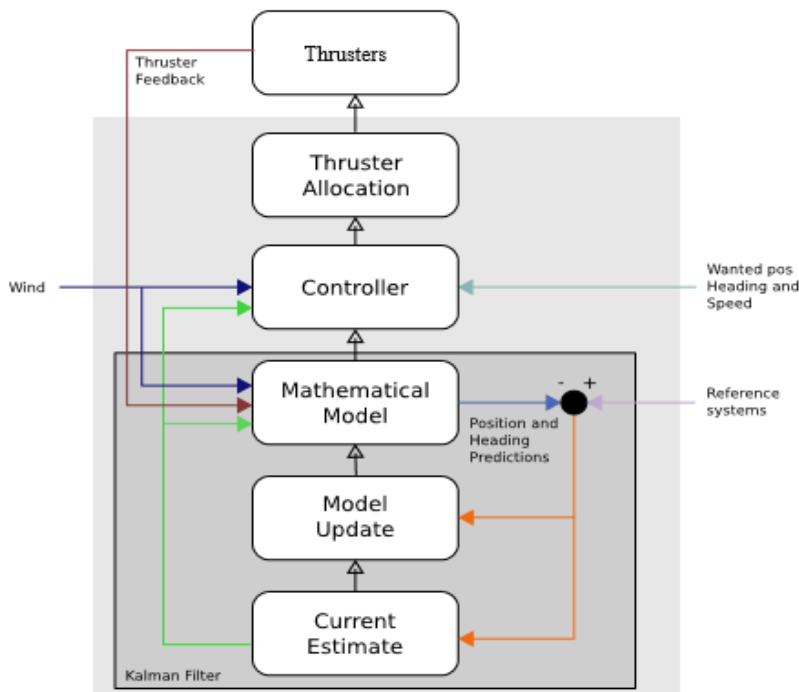 Thrusters
Thruster
Feedback
Thruster
Allocation
Wind
Controller
Wanted pos
Heading and
Speed
Mathematical
Model
- +
Reference
systems
Position and
Heading
Predictions
Model
Update
Current
Estimate
Kalman Filter